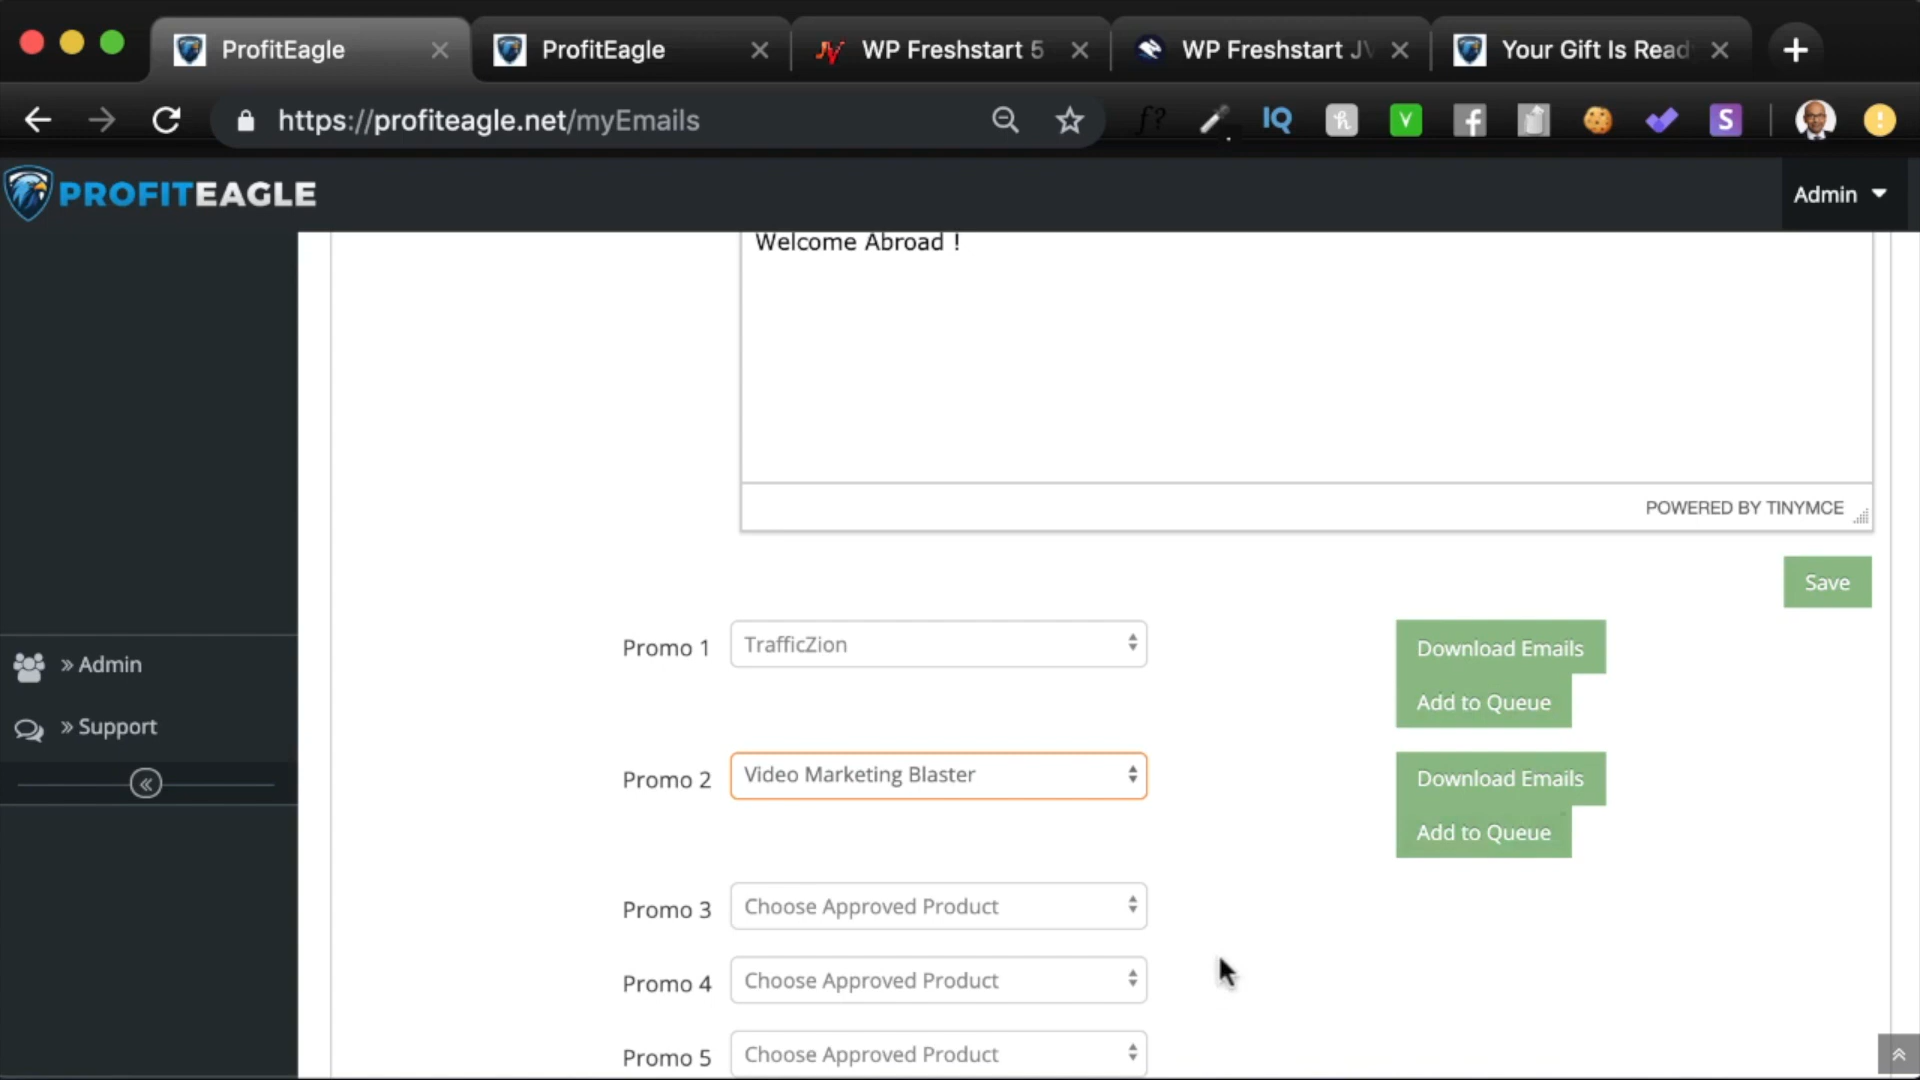 ProfitEagle
ProfitEagle
WP Freshstart 5
WP Freshstart JV
Your Gift Is Read
https://profiteagle.net/myEmails
f?
IQ
h
V
f
S
PROFITEAGLE
Admin
Welcome Abroad !
POWERED BY TINYMCE
Save
Promo 1
TrafficZion
Download Emails
Add to Queue
» Admin
» Support
Promo 2
Video Marketing Blaster
Download Emails
Add to Queue
Promo 3
Choose Approved Product
Promo 4
Choose Approved Product
Promo 5
Choose Approved Product